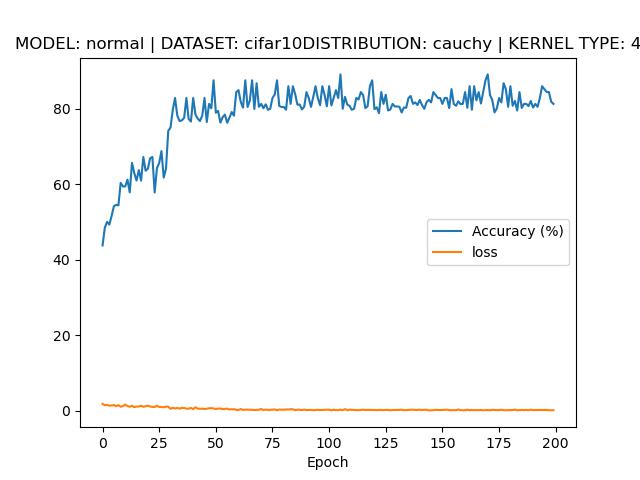 MODEL: normal | DATASET: cifar10DISTRIBUTION: cauchy | KERNEL TYPE: 4
80
60
40
20
0
Accuracy (%)
loss
0 25 50 75 100 125 150 175 200
Epoch